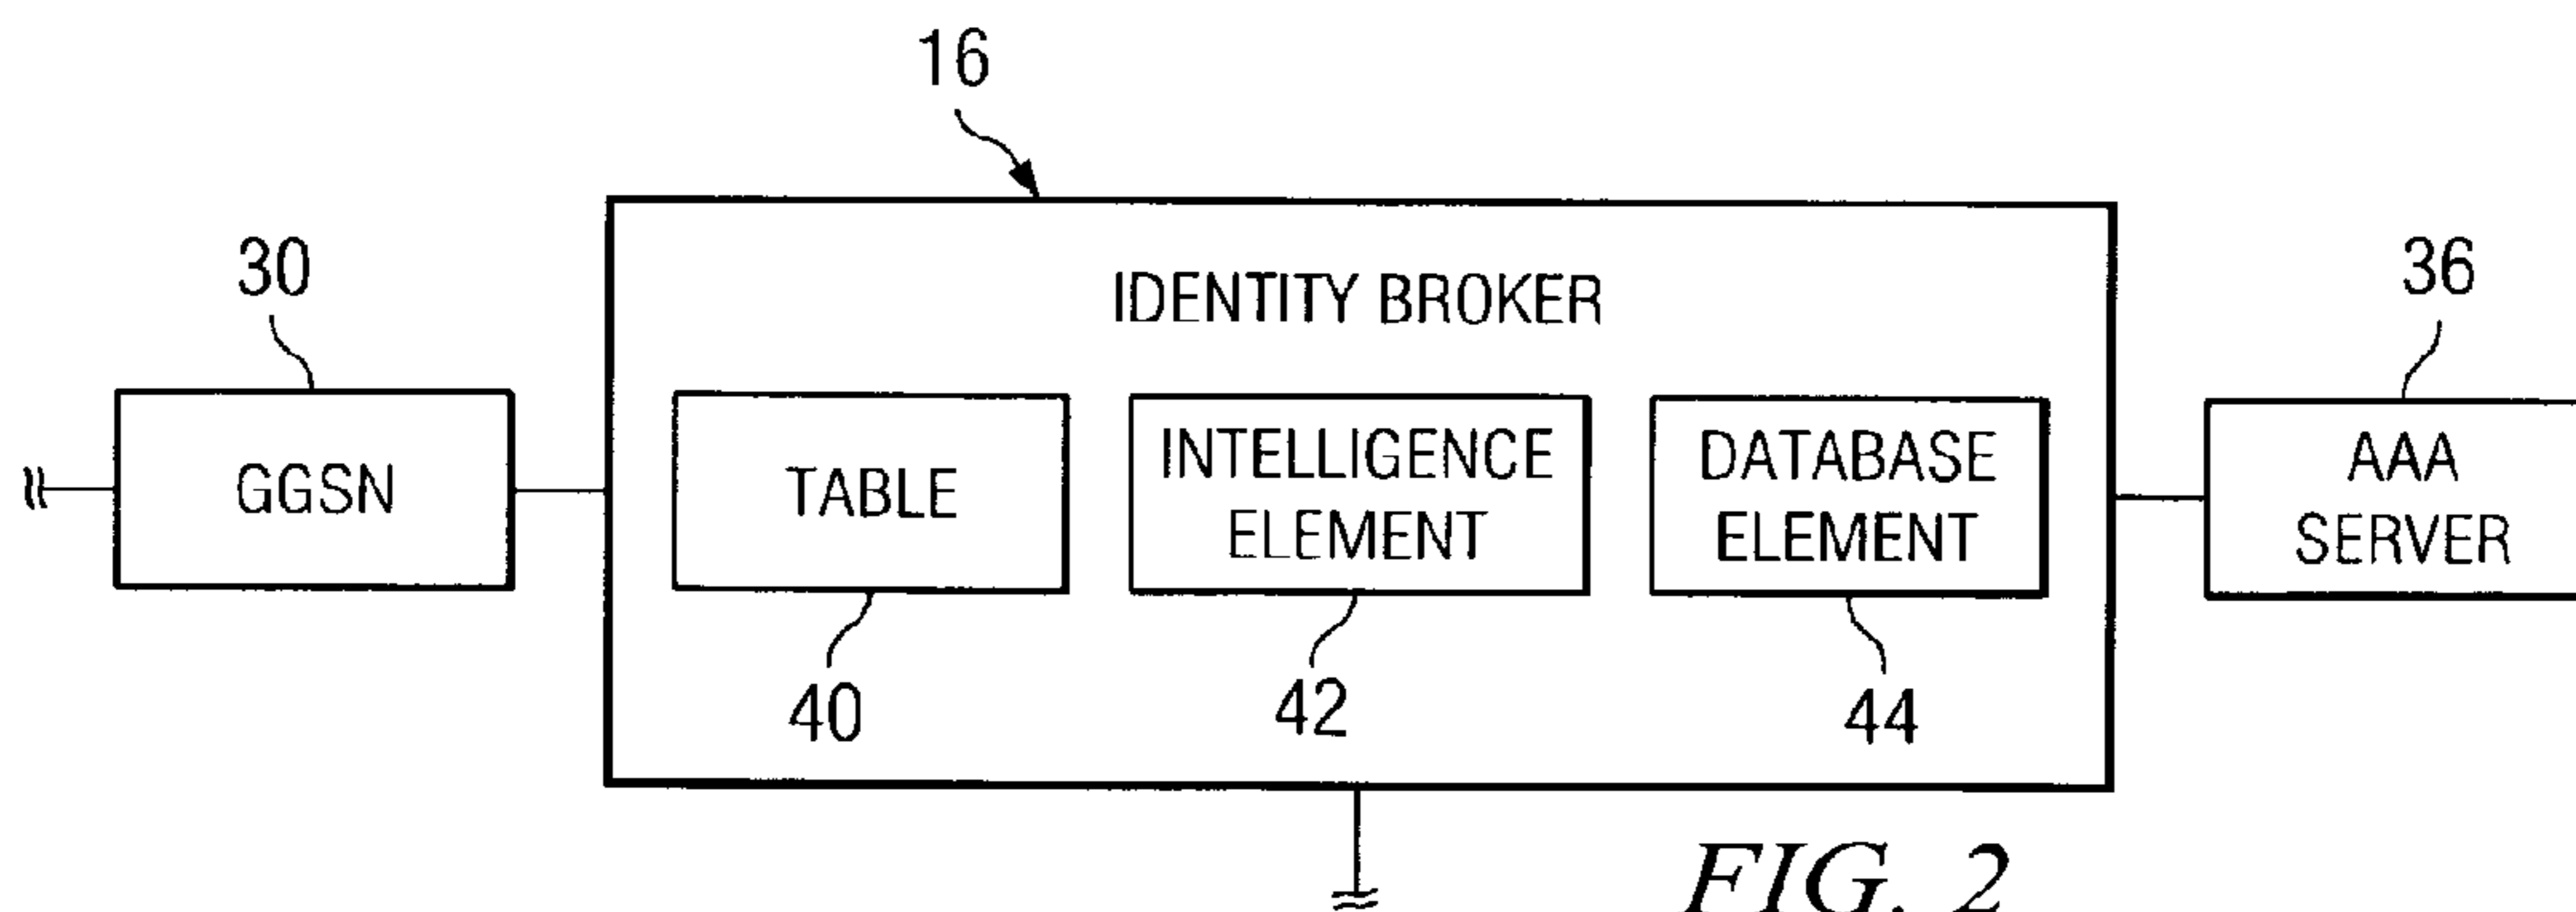 16
30
IDENTITY BROKER
36
GGSN
TABLE
INTELLIGENCE
ELEMENT
DATABASE
ELEMENT
AAA
SERVER
40
42
44
FIG. 2